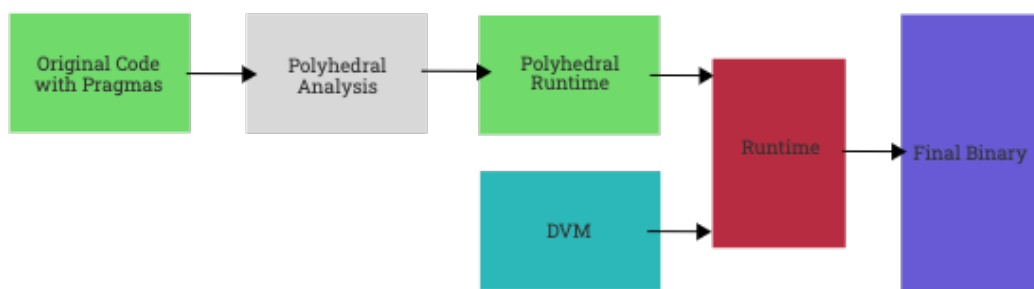 Original Code
with Pragmas
Polyhedral
Analysis
Polyhedral
Runtime
Runtime
Final Binary
DVM